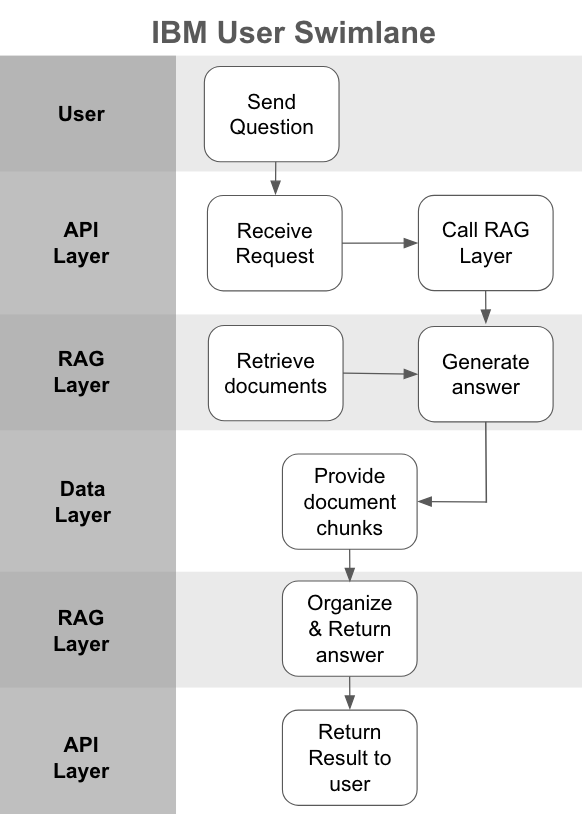 IBM User Swimlane
User
Send
Question
API
Layer
Receive
Request
Call RAG
Layer
RAG
Layer
Retrieve
documents
Generate
answer
Data
Layer
Provide
document
chunks
RAG
Layer
Organize
& Return
answer
API
Layer
Return
Result to
user